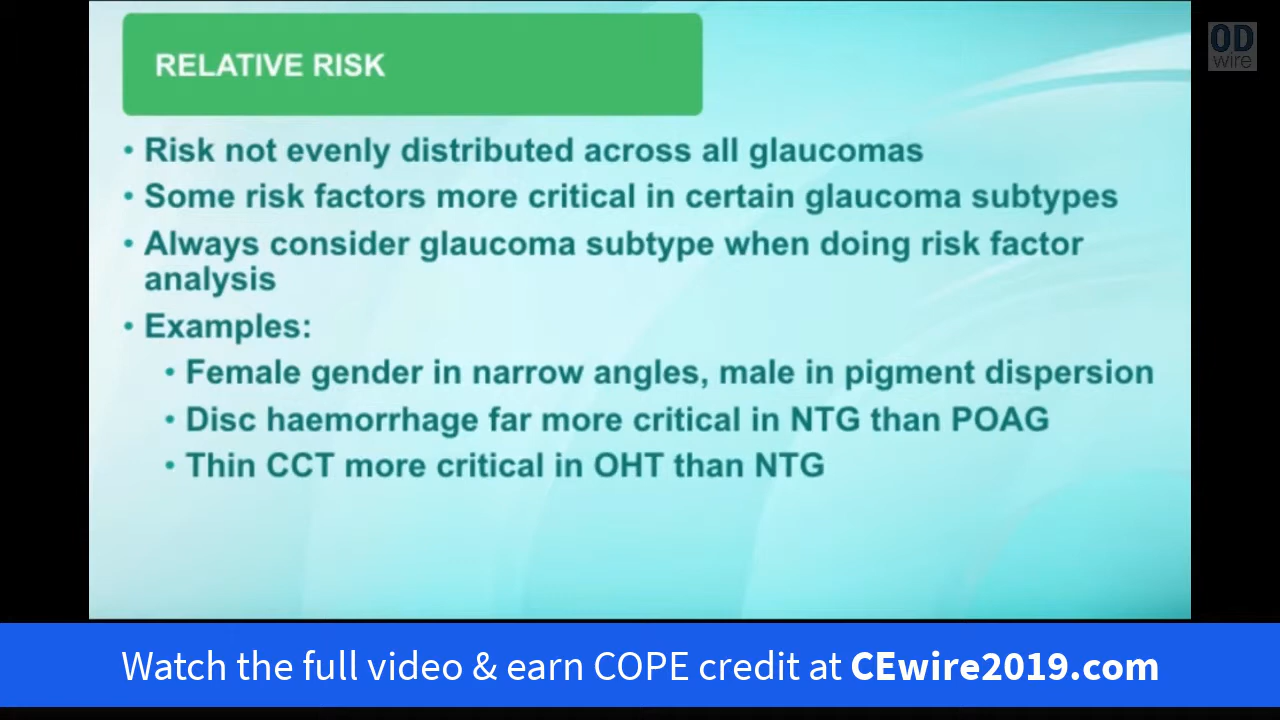 RELATIVE RISK
OD
wire
• Risk not evenly distributed across all glaucomas
• Some risk factors more critical in certain glaucoma subtypes
• Always consider glaucoma subtype when doing risk factor
analysis
• Examples:
• Female gender in narrow angles, male in pigment dispersion
• Disc haemorrhage far more critical in NTG than POAG
• Thin CCT more critical in OHT than NTG
Watch the full video & earn COPE credit at CEwire2019.com